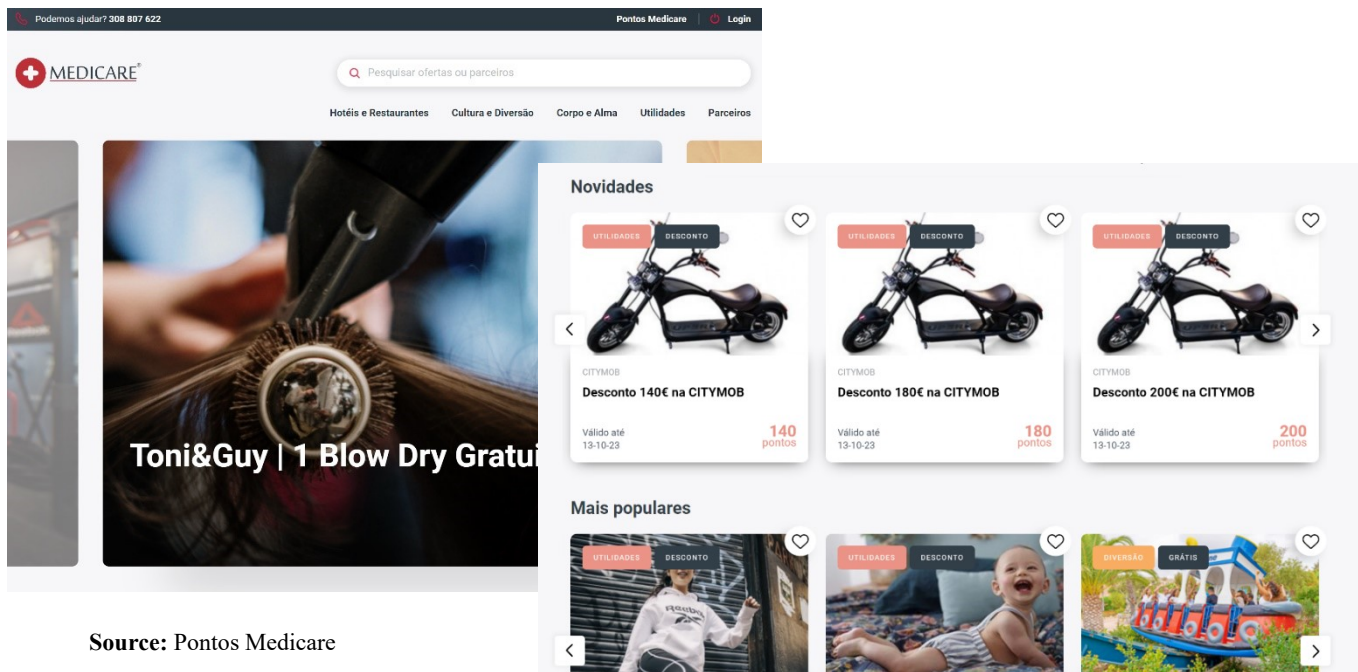 Podemos ajudar? 308 807 622
Pontos Medicare
Login
MEDICARE®
Pesquisar ofertas ou parceiros
Hotéis e Restaurantes
Cultura e Diversão
Corpo e Alma
Utilidades
Parceiros
Toni&Guy | 1 Blow Dry Gratui
Novidades
UTILIDADES
DESCONTO
CITYMOB
Desconto 140€ na CITYMOB
Válido até
13-10-23
140
pontos
UTILIDADES
DESCONTO
CITYMOB
Desconto 180€ na CITYMOB
Válido até
13-10-23
180
pontos
UTILIDADES
DESCONTO
CITYMOB
Desconto 200€ na CITYMOB
Válido até
13-10-23
200
pontos
Mais populares
UTILIDADES
DESCONTO
Reebok
UTILIDADES
DESCONTO
DIVERSÃO
GRÁTIS
Source: Pontos Medicare